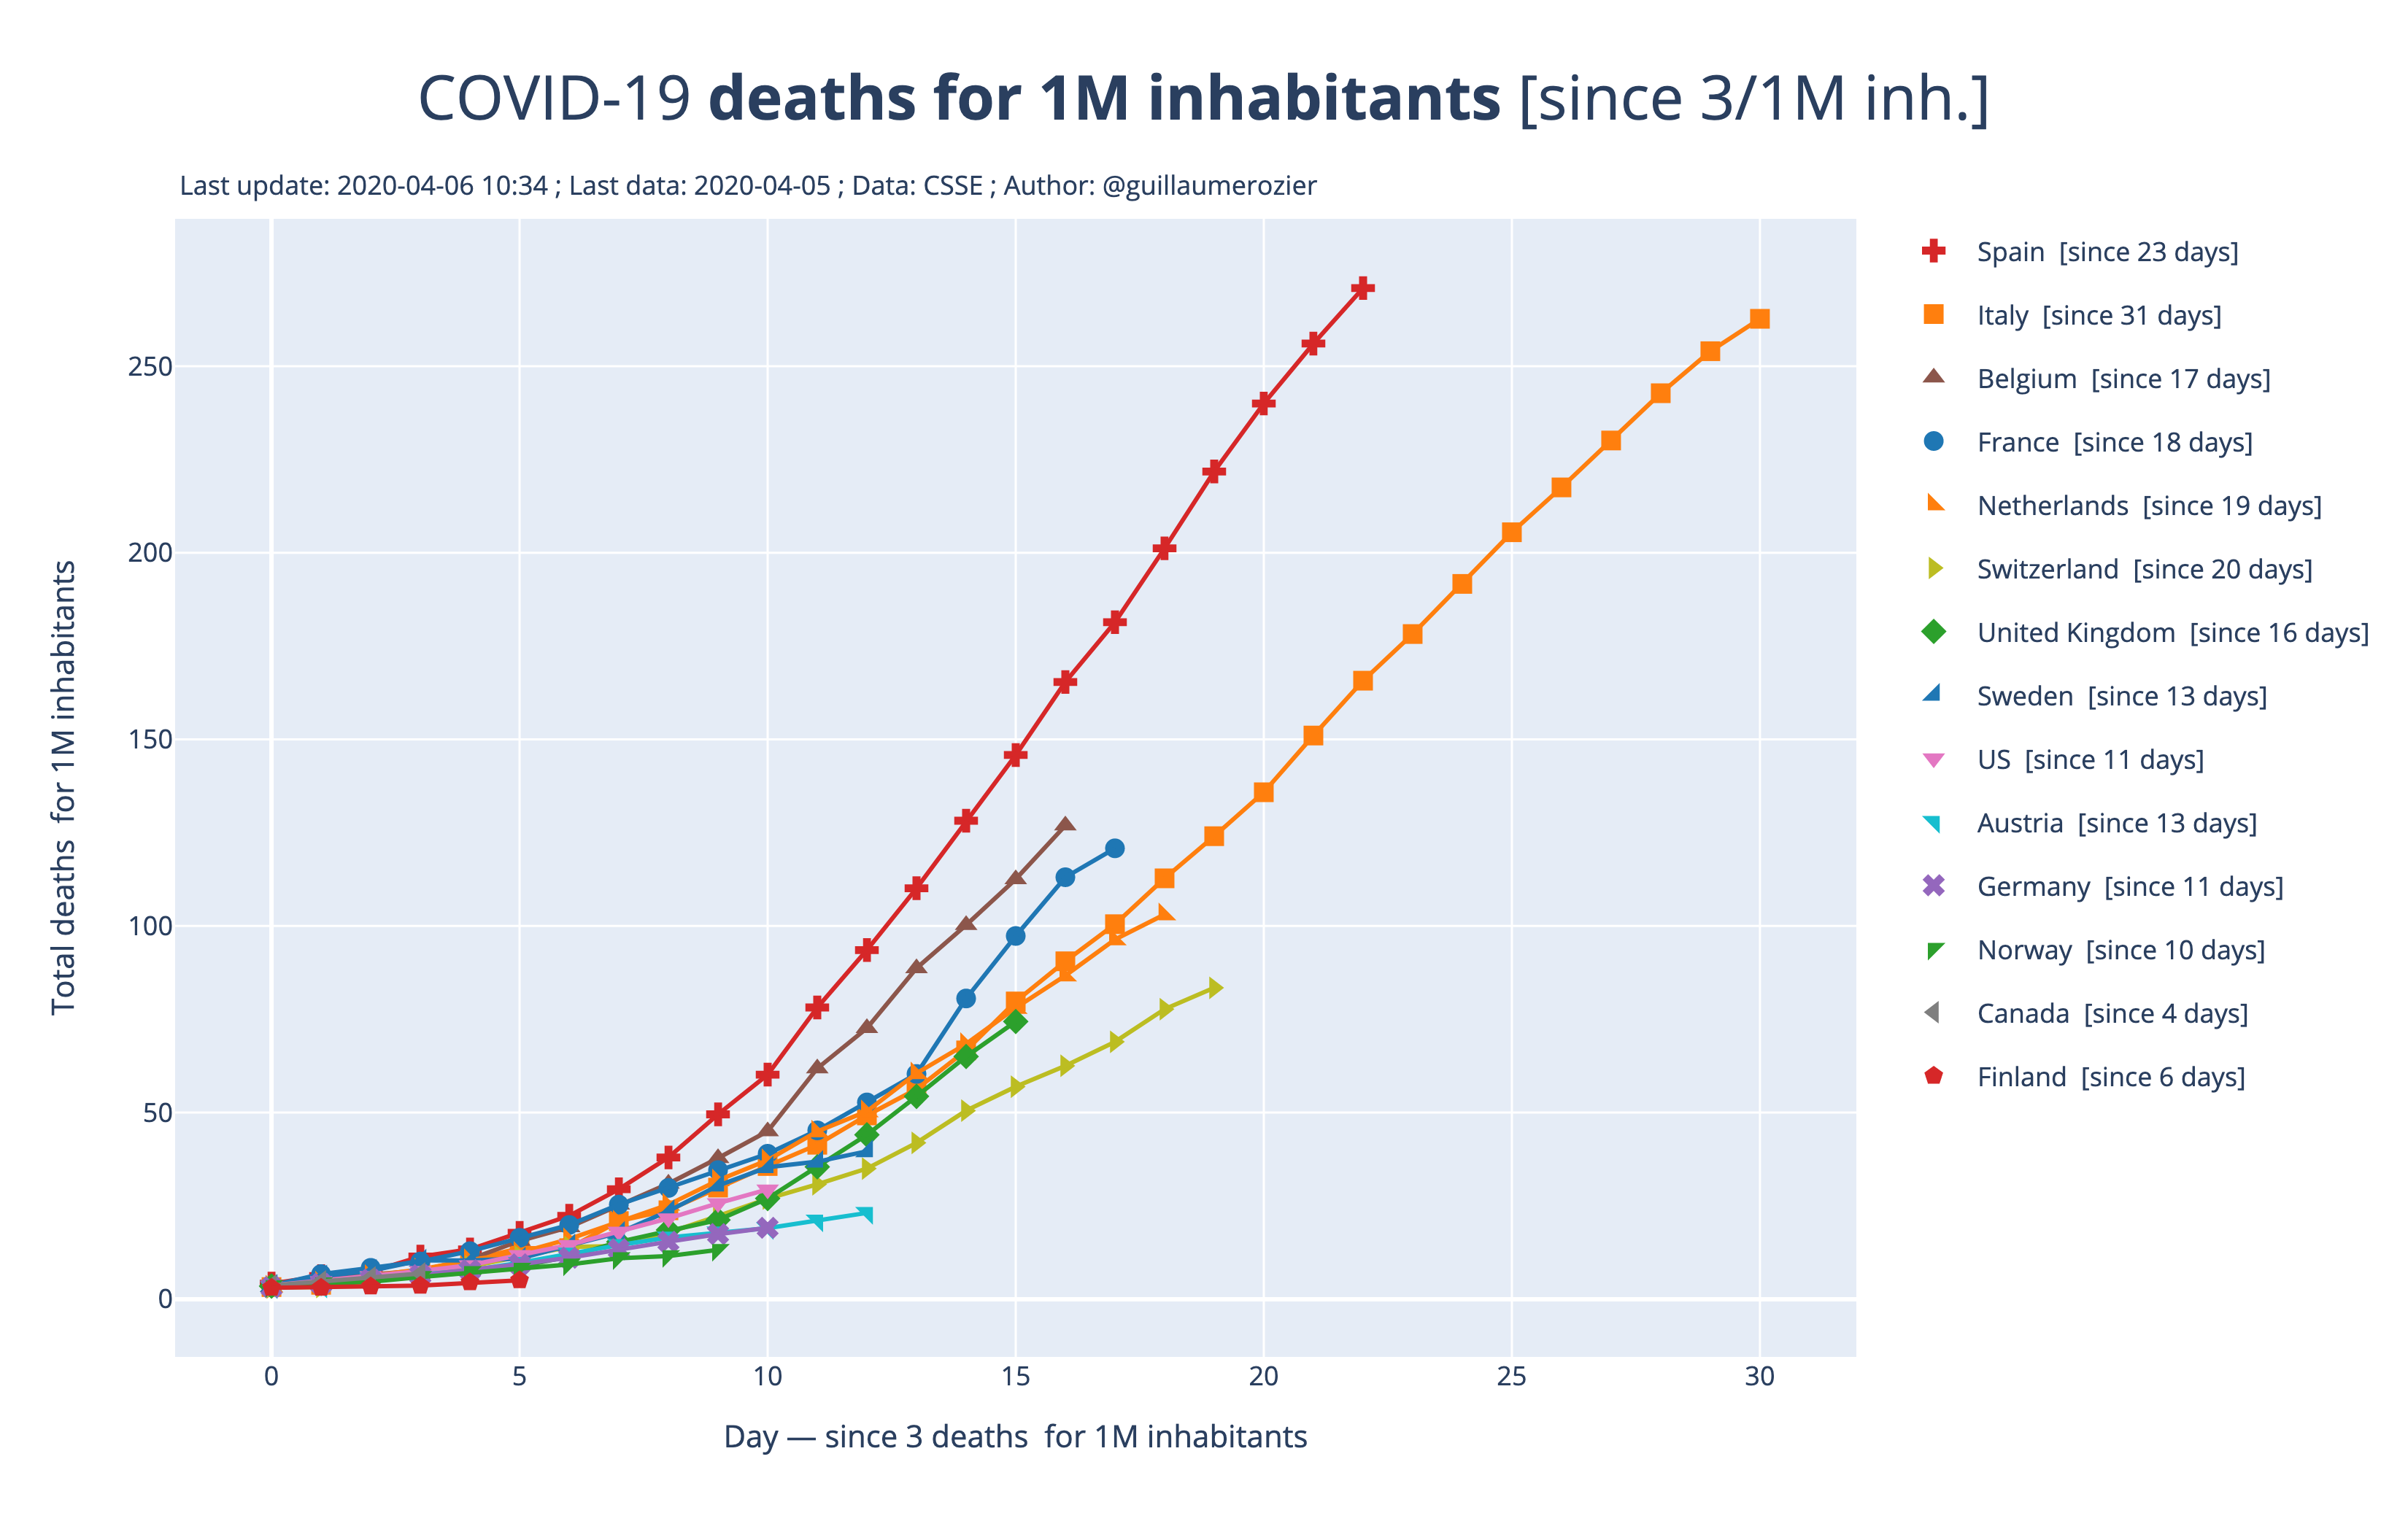 COVID-19 deaths for 1M inhabitants [since 3/1M inh.]
Last update: 2020-04-06 10:34 ; Last data: 2020-04-05 ; Data: CSSE ; Author: @guillaumerozier
Total deaths for 1M inhabitants
250
200
150
100
50
0
0 5 10 15 20 25 30
Day — since 3 deaths for 1M inhabitants
Spain [since 23 days]
Italy [since 31 days]
Belgium [since 17 days]
France [since 18 days]
Netherlands [since 19 days]
Switzerland [since 20 days]
United Kingdom [since 16 days]
Sweden [since 13 days]
US [since 11 days]
Austria [since 13 days]
Germany [since 11 days]
Norway [since 10 days]
Canada [since 4 days]
Finland [since 6 days]